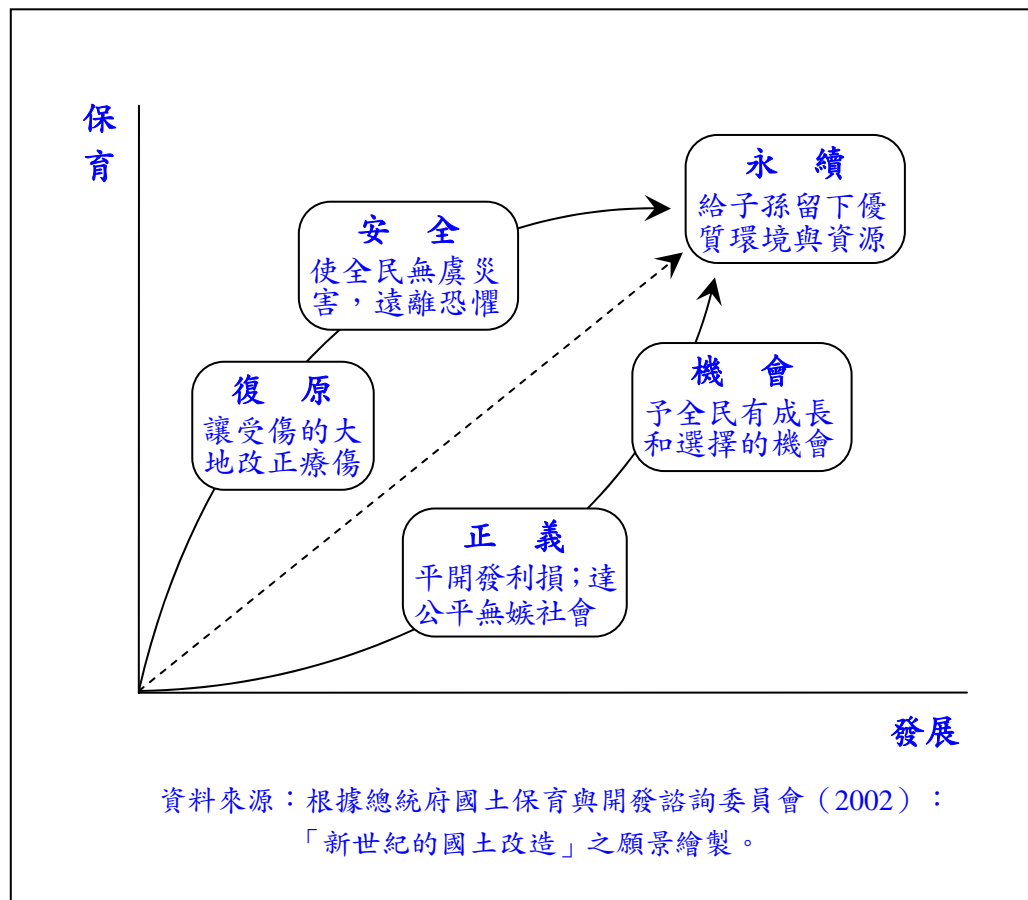 保
育
永 續
給子孫留下優
質環境與資源
安 全
使全民無虞災
害，遠離恐懼
復 原
讓受傷的大
地改正療傷
機 會
予全民有成長
和選擇的機會
正 義
平開發利損；達
公平無嫉社會
發展
資料來源：根據總統府國土保育與開發諮詢委員會（2002）：
「新世紀的國土改造」之願景繪製。